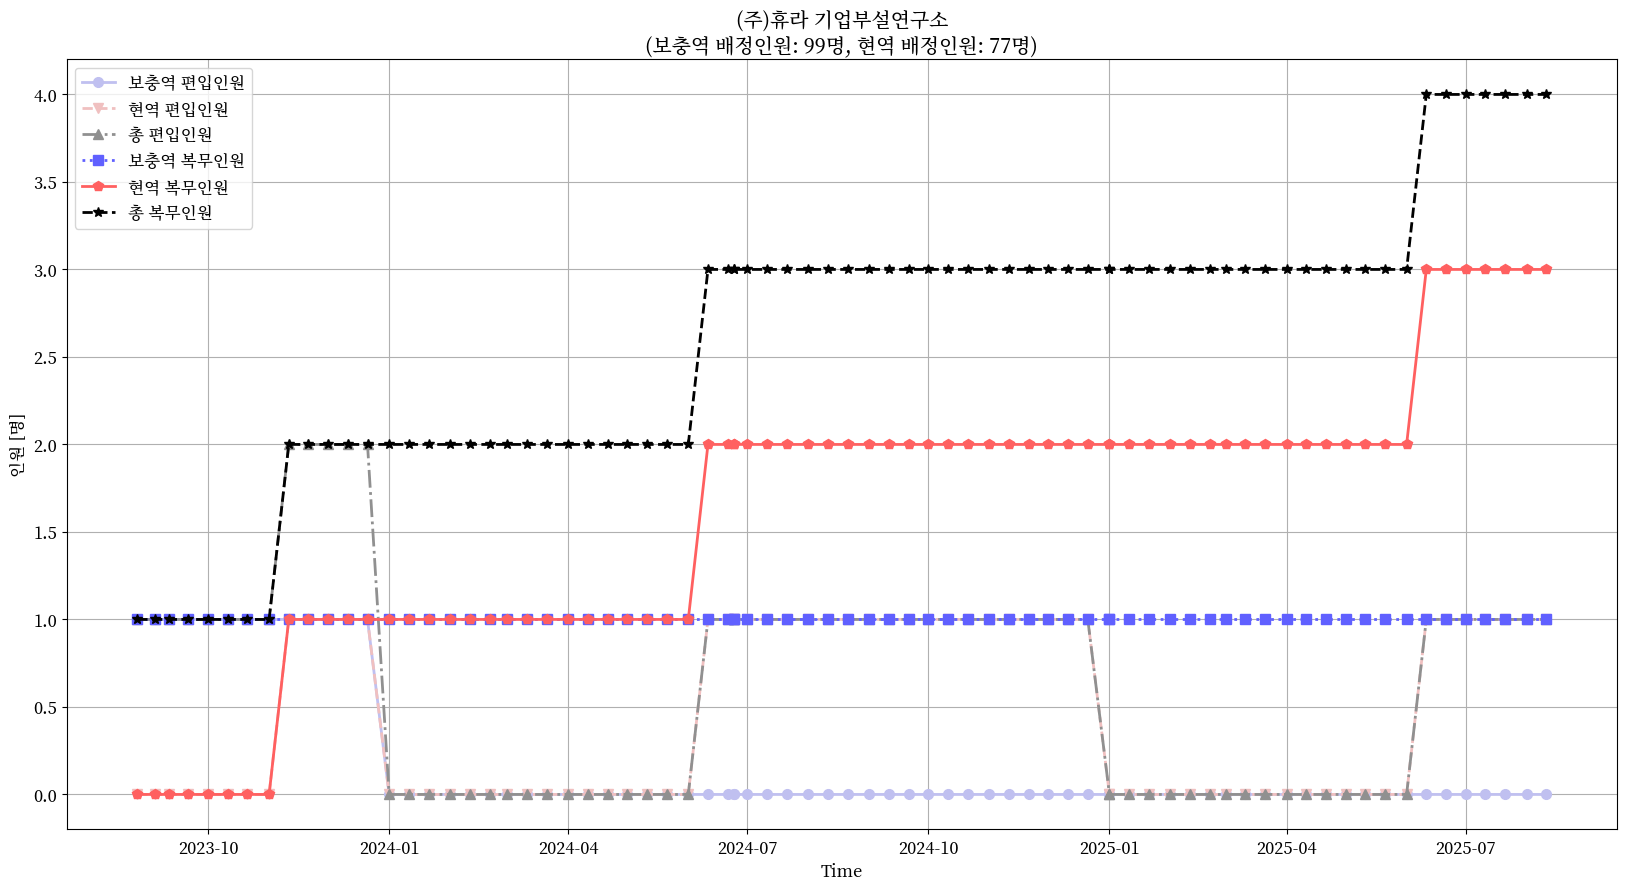 (주)휴라 기업부설연구소
(보충역 배정인원: 99명, 현역 배정인원: 77명)
보충역 편입인원
현역 편입인원
총 편입인원
보충역 복무인원
현역 복무인원
총 복무인원
인원 [명]
4.0
3.5
3.0
2.5
2.0
1.5
1.0
0.5
0.0
2023-10 2024-01 2024-04 2024-07 2024-10 2025-01 2025-04 2025-07
Time